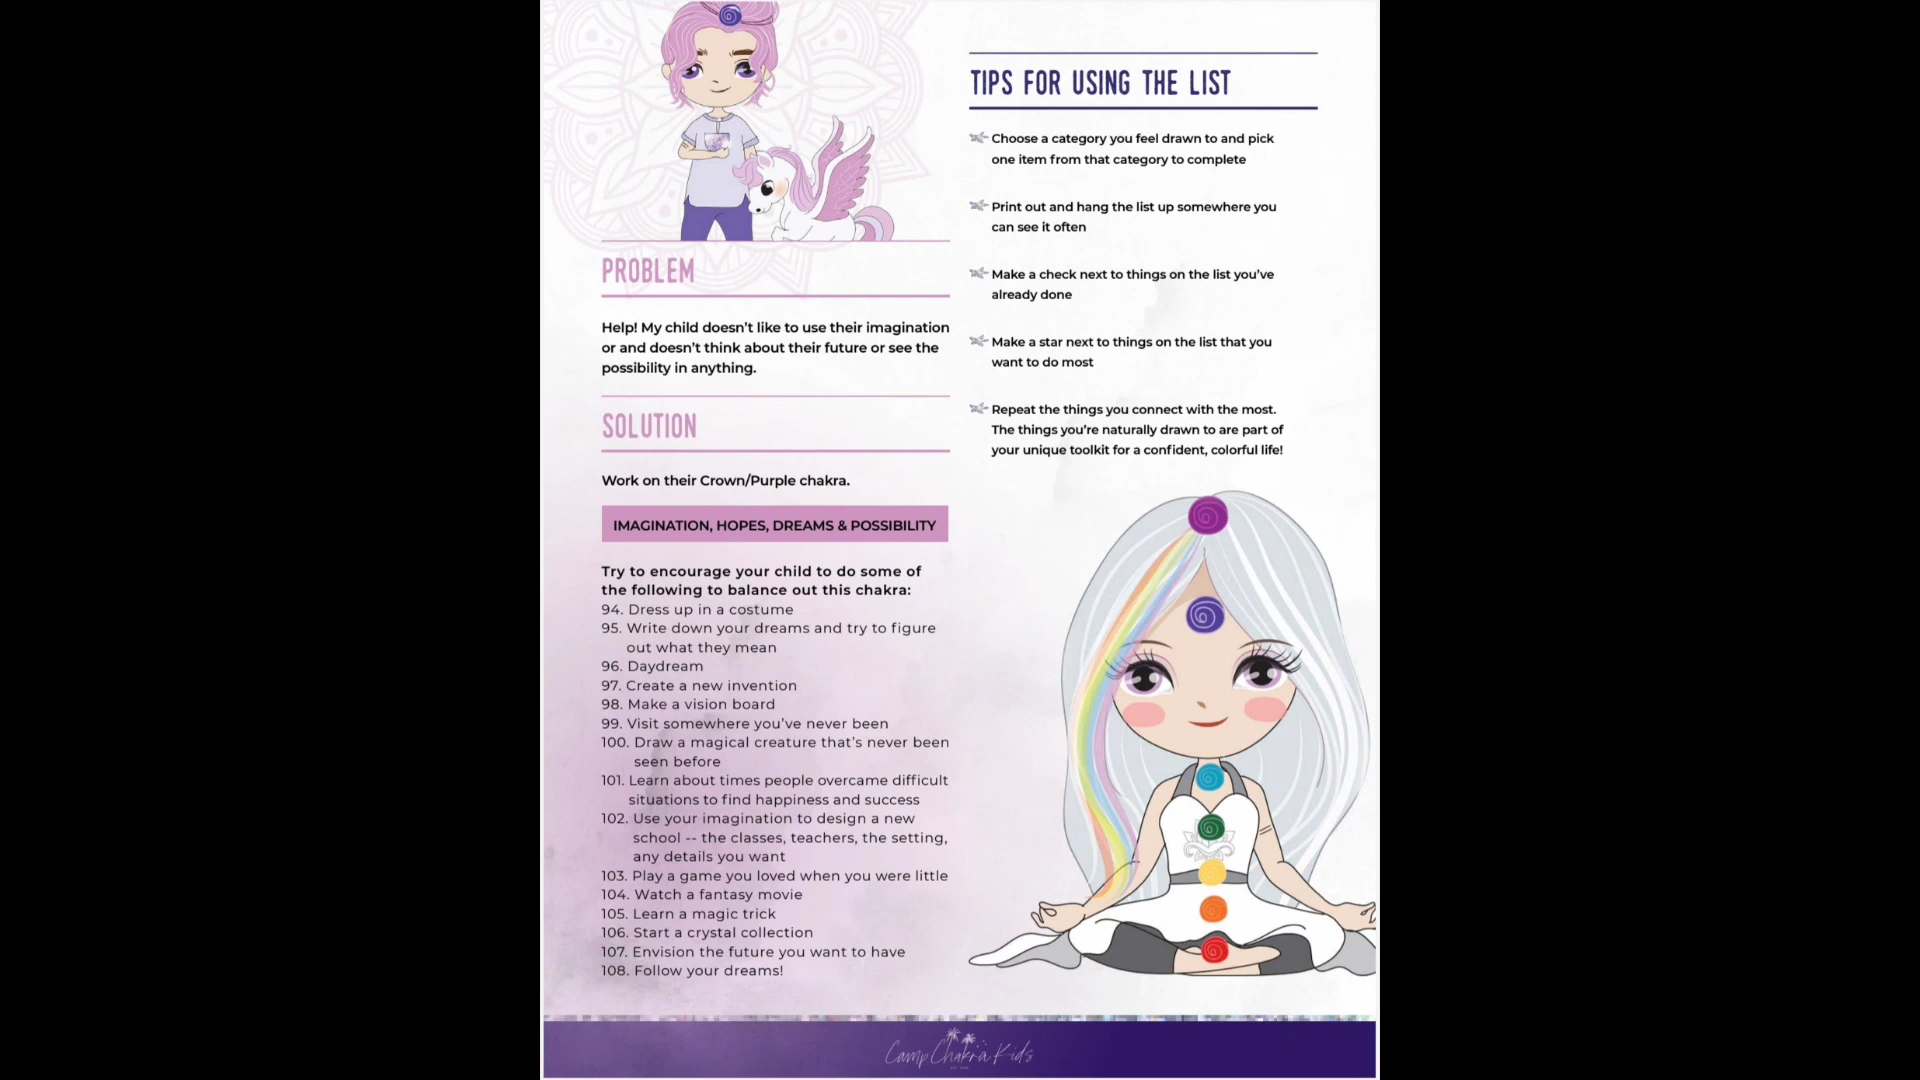 PROBLEM
Help! My child doesn't like to use their imagination
or and doesn't think about their future or see the
possibility in anything.
SOLUTION
Work on their Crown/Purple chakra.
IMAGINATION, HOPES, DREAMS & POSSIBILITY
Try to encourage your child to do some of
the following to balance out this chakra:
94. Dress up in a costume
95. Write down your dreams and try to figure
out what they mean
96. Daydream
97. Create a new invention
98. Make a vision board
99. Visit somewhere you've never been
100. Draw a magical creature that's never been
seen before
101. Learn about times people overcame difficult
situations to find happiness and success
102. Use your imagination to design a new
school -- the classes, teachers, the setting,
any details you want
103. Play a game you loved when you were little
104. Watch a fantasy movie
105. Learn a magic trick
106. Start a crystal collection
107. Envision the future you want to have
108. Follow your dreams!
TIPS FOR USING THE LIST
Choose a category you feel drawn to and pick
one item from that category to complete
Print out and hang the list up somewhere you
can see it often
Make a check next to things on the list you've
already done
Make a star next to things on the list that you
want to do most
Repeat the things you connect with the most.
The things you're naturally drawn to are part of
your unique toolkit for a confident, colorful life!
Camp Chakra Kids